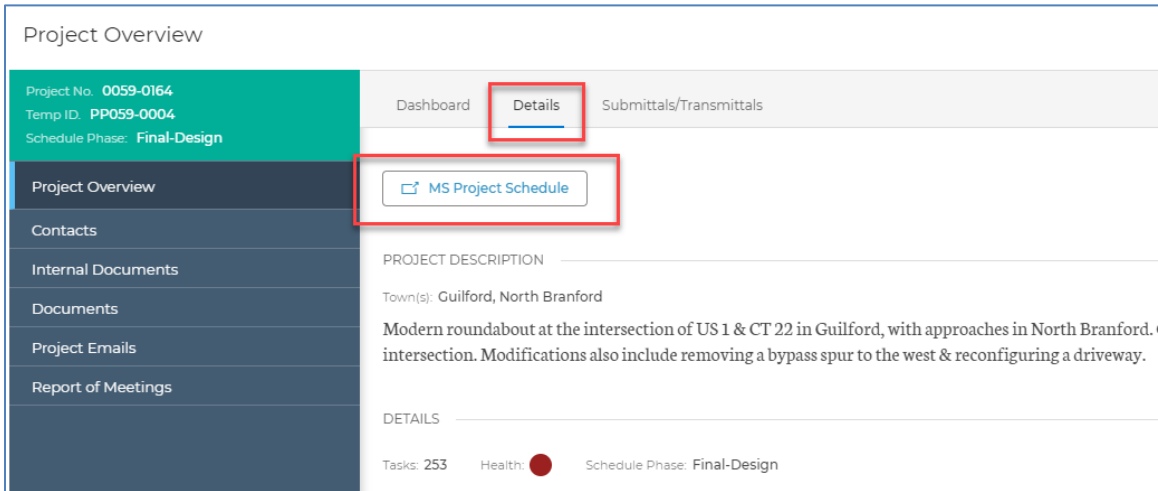 Project Overview
Project No. 0059-0164
Temp ID. PP059-0004
Schedule Phase: Final-Design
Project Overview
Contacts
Internal Documents
Documents
Project Emails
Report of Meetings
Dashboard Details Submittals/Transmittals
MS Project Schedule
PROJECT DESCRIPTION
Town(s): Guilford, North Branford
Modern roundabout at the intersection of US 1 & CT 22 in Guilford, with approaches in North Branford.
intersection. Modifications also include removing a bypass spur to the west & reconfiguring a driveway.
DETAILS
Tasks: 253 Health: Schedule Phase: Final-Design